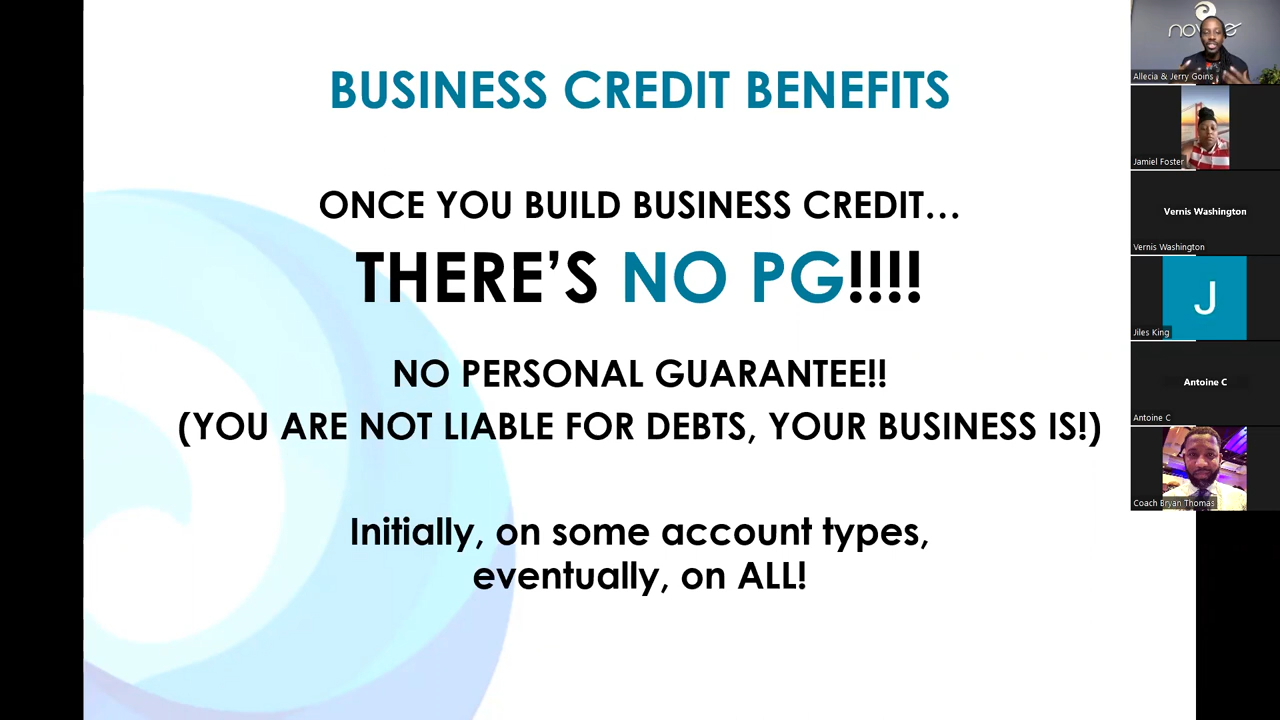 BUSINESS CREDIT BENEFITS
ONCE YOU BUILD BUSINESS CREDIT...
THERE'S NO PG!!!!
NO PERSONAL GUARANTEE!!
(YOU ARE NOT LIABLE FOR DEBTS, YOUR BUSINESS IS!)
Initially, on some account types,
eventually, on ALL!
Allecia & Jerry Goins
Jamiel Foster
Vernis Washington
Vernis Washington
J
Jiles King
Antoine C
Antoine C
Coach Bryan Thomas